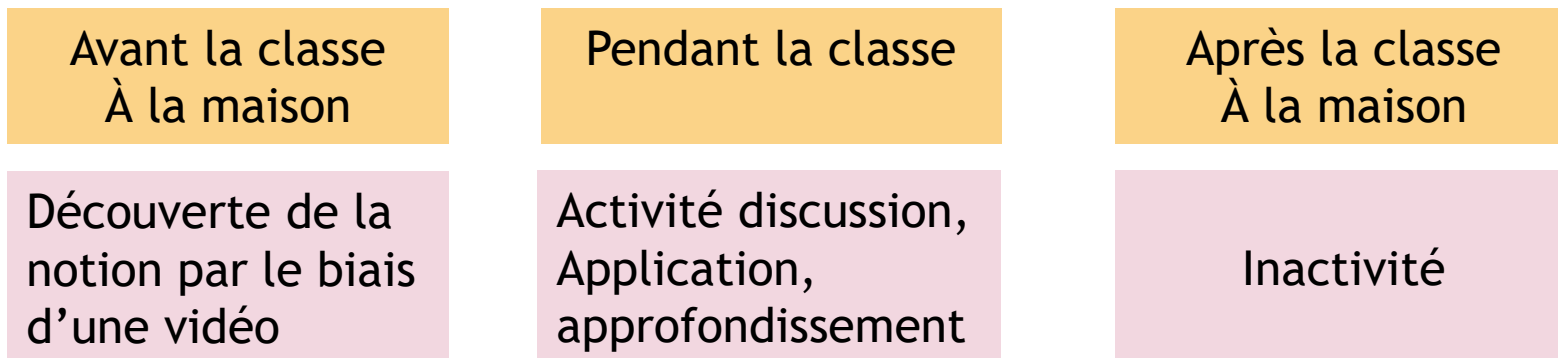 Avant la classe
À la maison
Pendant la classe
Après la classe
À la maison
Découverte de la
notion par le biais
d’une vidéo
Activité discussion,
Application,
approfondissement
Inactivité